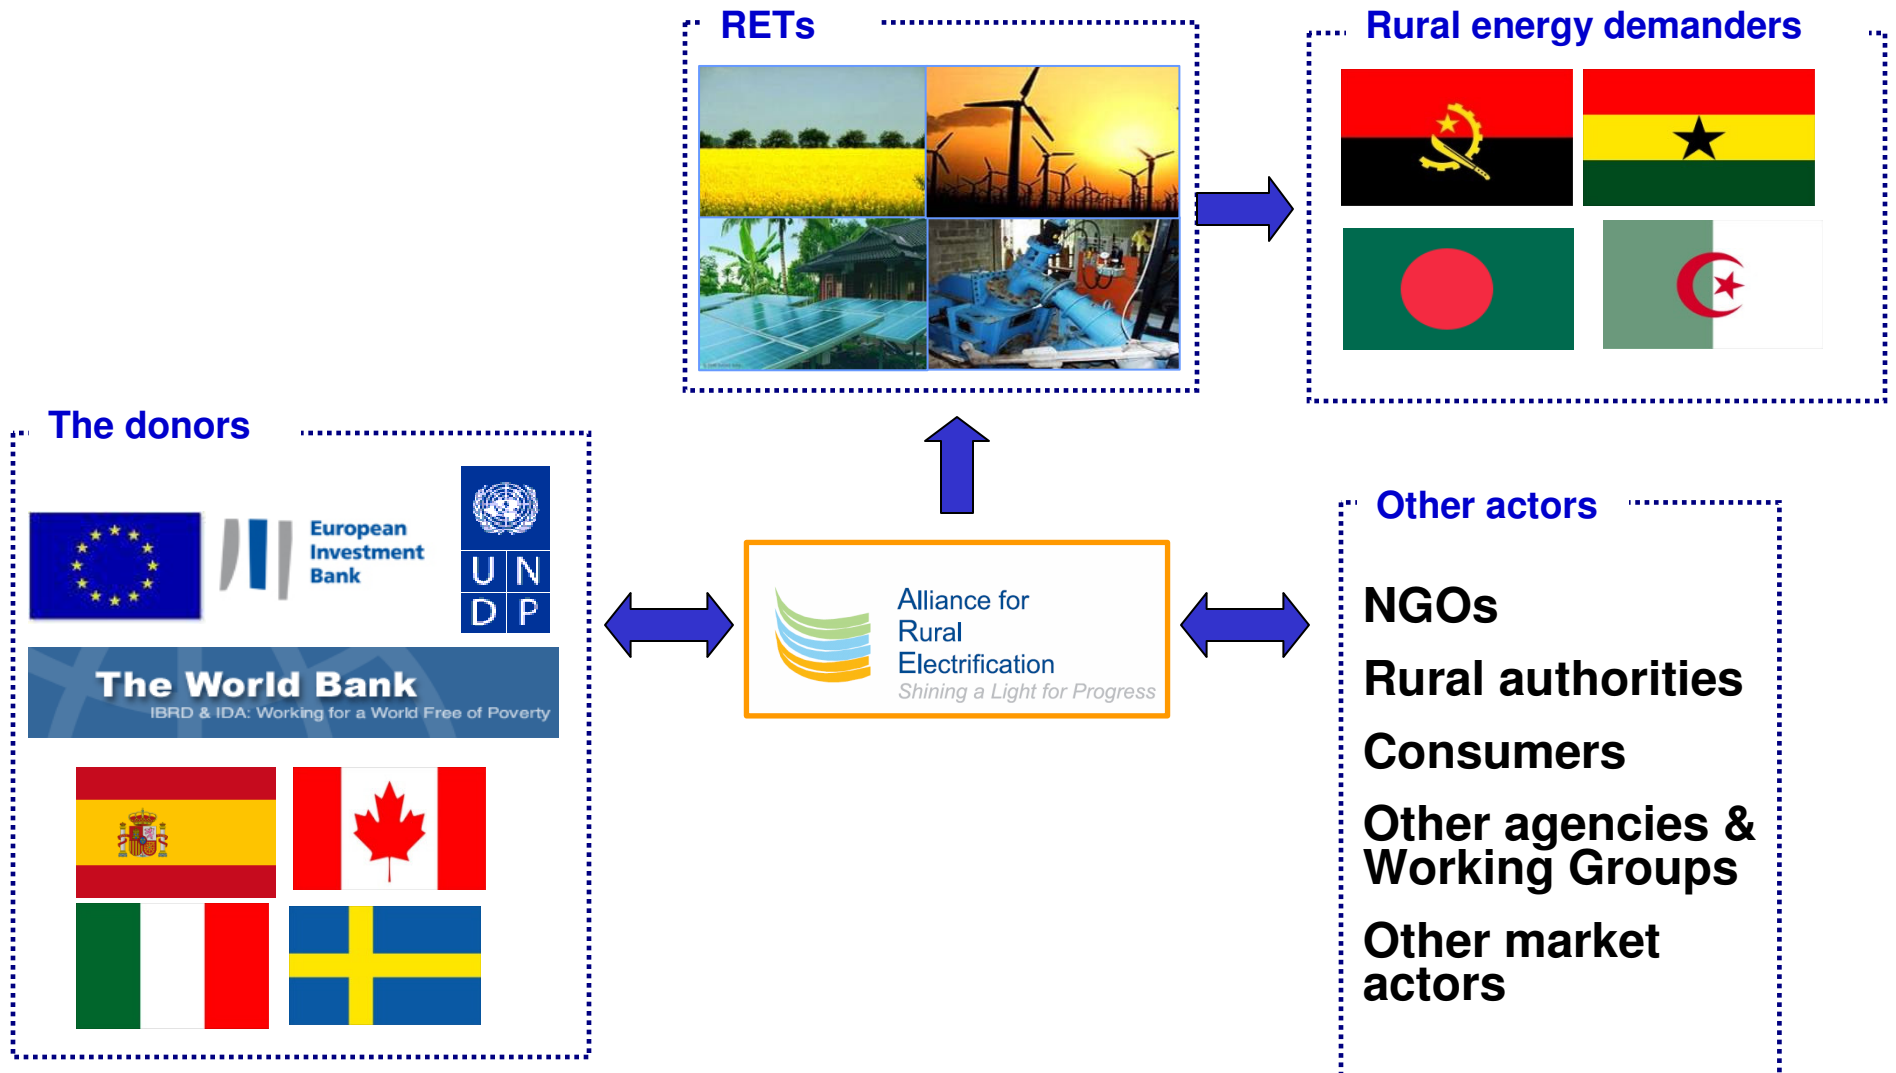 RETs
Rural energy demanders
The donors
European
Investment
Bank
U N
D P
The World Bank
IBRD & IDA: Working for a World Free of Poverty
Alliance for
Rural
Electrification
Shining a Light for Progress
Other actors
NGOs
Rural authorities
Consumers
Other agencies &
Working Groups
Other market
actors